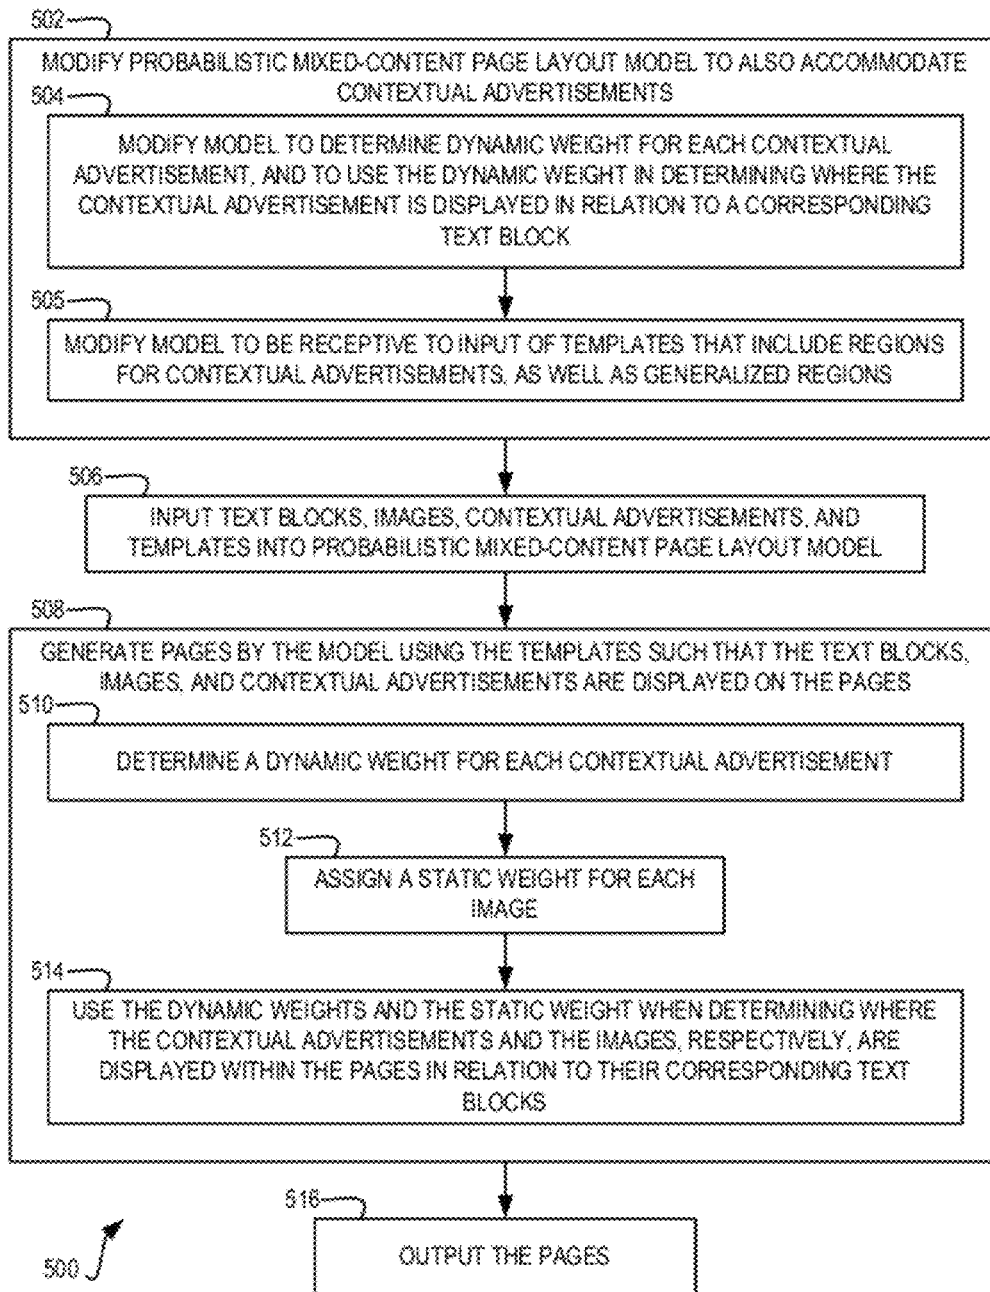 502
MODIFY PROBABILISTIC MIXED-CONTENT PAGE LAYOUT MODEL TO ALSO ACCOMMODATE
CONTEXTUAL ADVERTISEMENTS
504
MODIFY MODEL TO DETERMINE DYNAMIC WEIGHT FOR EACH CONTEXTUAL
ADVERTISEMENT, AND TO USE THE DYNAMIC WEIGHT IN DETERMINING WHERE THE
CONTEXTUAL ADVERTISEMENT IS DISPLAYED IN RELATION TO A CORRESPONDING
TEXT BLOCK
505
MODIFY MODEL TO BE RECEPTIVE TO INPUT OF TEMPLATES THAT INCLUDE REGIONS
FOR CONTEXTUAL ADVERTISEMENTS, AS WELL AS GENERALIZED REGIONS
506
INPUT TEXT BLOCKS, IMAGES, CONTEXTUAL ADVERTISEMENTS, AND
TEMPLATES INTO PROBABILISTIC MIXED-CONTENT PAGE LAYOUT MODEL
508
GENERATE PAGES BY THE MODEL USING THE TEMPLATES SUCH THAT THE TEXT BLOCKS,
IMAGES, AND CONTEXTUAL ADVERTISEMENTS ARE DISPLAYED ON THE PAGES
510
DETERMINE A DYNAMIC WEIGHT FOR EACH CONTEXTUAL ADVERTISEMENT
512
ASSIGN A STATIC WEIGHT FOR EACH
IMAGE
514
USE THE DYNAMIC WEIGHTS AND THE STATIC WEIGHT WHEN DETERMINING WHERE
THE CONTEXTUAL ADVERTISEMENTS AND THE IMAGES, RESPECTIVELY, ARE
DISPLAYED WITHIN THE PAGES IN RELATION TO THEIR CORRESPONDING TEXT
BLOCKS
516
OUTPUT THE PAGES
500